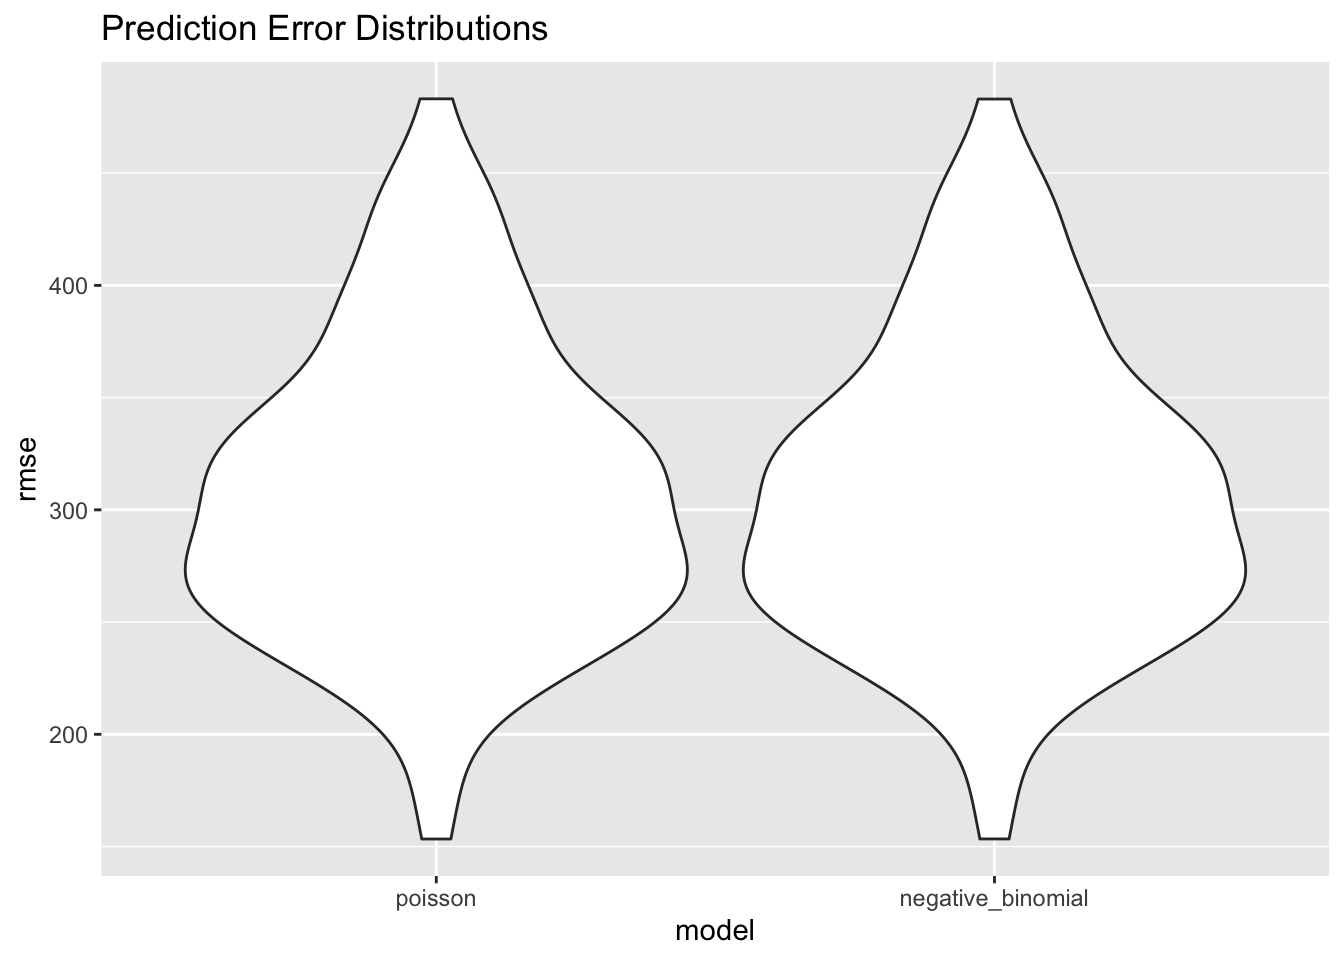 Prediction Error Distributions
400
300
200
rmse
poisson
negative_binomial
model